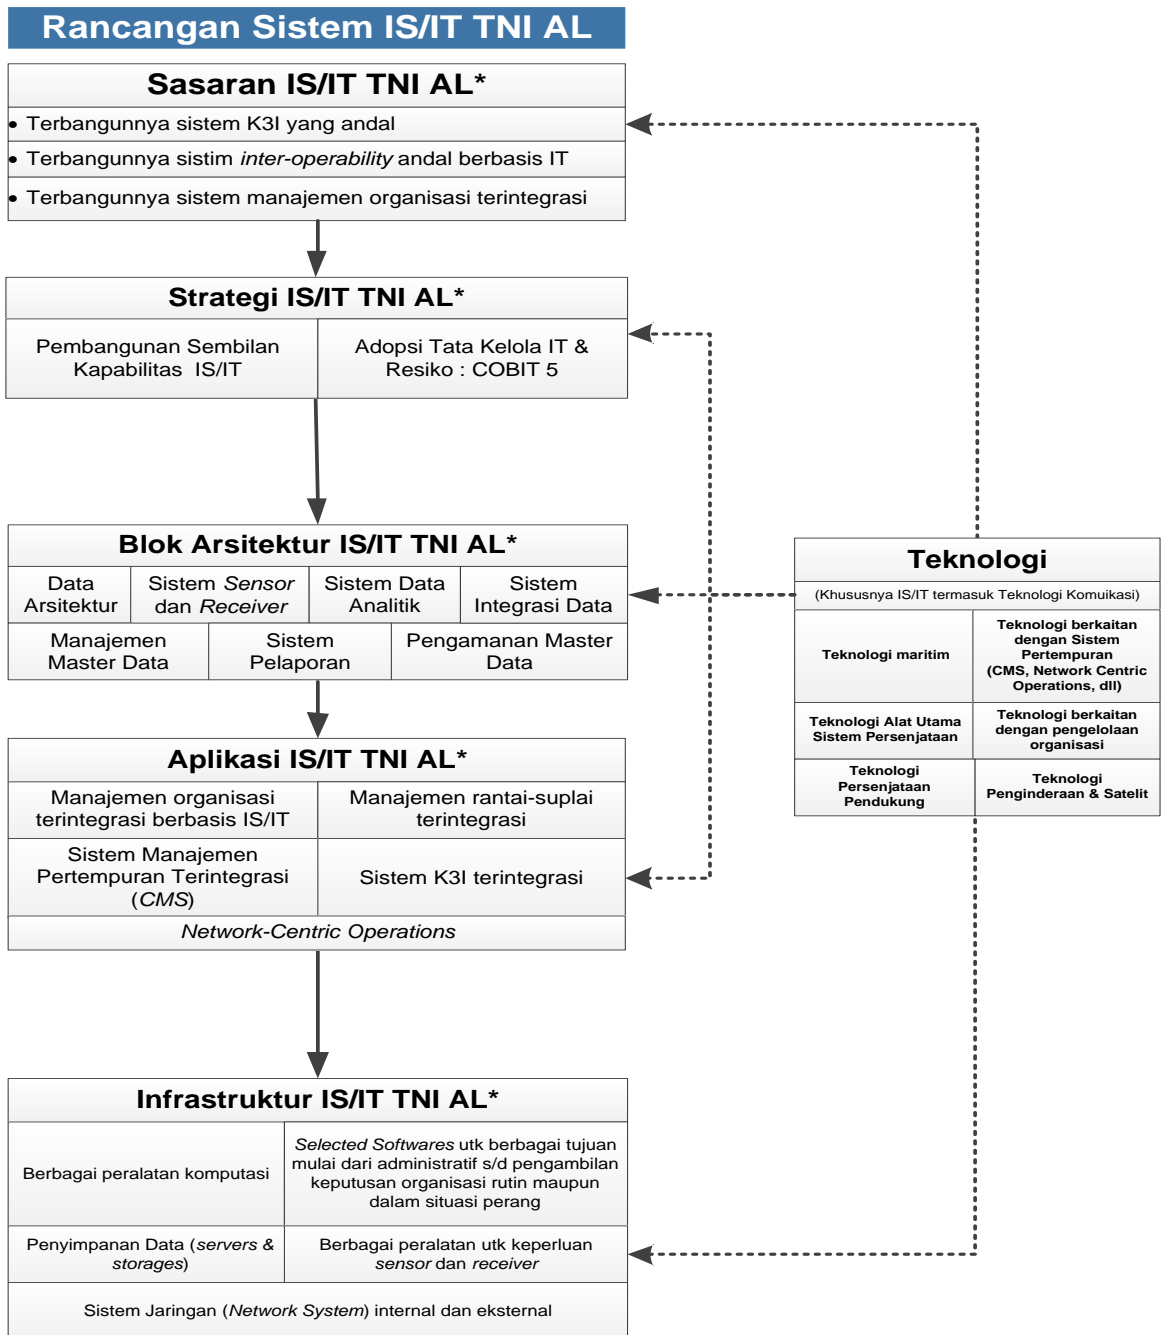 Rancangan Sistem IS/IT TNI AL
Sasaran IS/IT TNI AL*
• Terbangunnya sistem K3I yang andal
• Terbangunnya sistim inter-operability andal berbasis IT
• Terbangunnya sistem manajemen organisasi terintegrasi
Strategi IS/IT TNI AL*
Pembangunan Sembilan
Kapabilitas IS/IT
Adopsi Tata Kelola IT &
Resiko : COBIT 5
Blok Arsitektur IS/IT TNI AL*
Data
Arsitektur
Sistem Sensor
dan Receiver
Sistem Data
Analitik
Sistem
Integrasi Data
Manajemen
Master Data
Sistem
Pelaporan
Pengamanan Master
Data
Aplikasi IS/IT TNI AL*
Manajemen organisasi
terintegrasi berbasis IS/IT
Manajemen rantai-suplai
terintegrasi
Sistem Manajemen
Pertempuran Terintegrasi
(CMS)
Sistem K3I terintegrasi
Network-Centric Operations
Infrastruktur IS/IT TNI AL*
Berbagai peralatan komputasi
Selected Softwares utk berbagai tujuan
mulai dari administratif s/d pengambilan
keputusan organisasi rutin maupun
dalam situasi perang
Penyimpanan Data (servers &
storages)
Berbagai peralatan utk keperluan
sensor dan receiver
Sistem Jaringan (Network System) internal dan eksternal
Teknologi
(Khususnya IS/IT termasuk Teknologi Komuikasi)
Teknologi maritim
Teknologi berkaitan
dengan Sistem
Pertempuran
(CMS, Network Centric
Operations, dll)
Teknologi Alat Utama
Sistem Persenjataan
Teknologi berkaitan
dengan pengelolaan
organisasi
Teknologi
Persenjataan
Pendukung
Teknologi
Penginderaan & Satelit